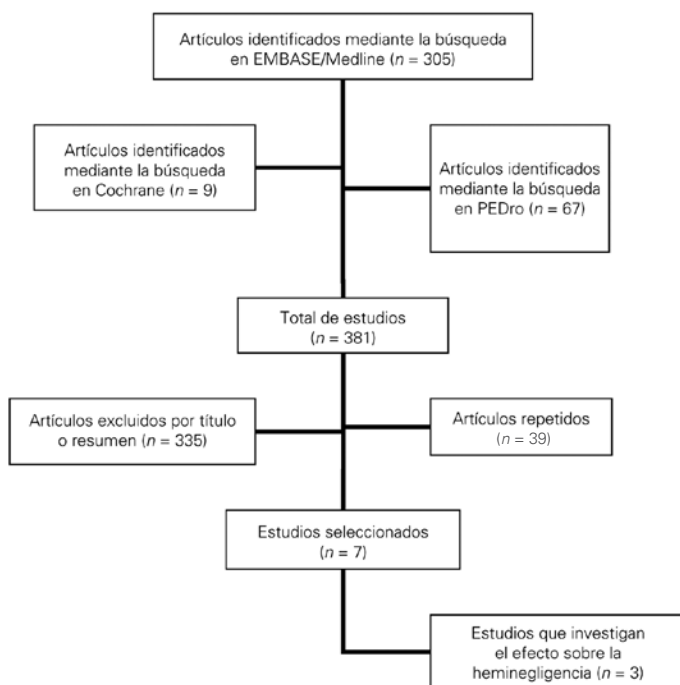 Artículos identificados mediante la búsqueda
en EMBASE/Medline (n = 305)
Artículos identificados
mediante la búsqueda
en Cochrane (n = 9)
Artículos identificados
mediante la búsqueda
en PEDro (n = 67)
Total de estudios
(n = 381)
Artículos excluidos por título
o resumen (n = 335)
Artículos repetidos
(n = 39)
Estudios seleccionados
(n = 7)
Estudios que investigan
el efecto sobre la
heminegligencia (n = 3)